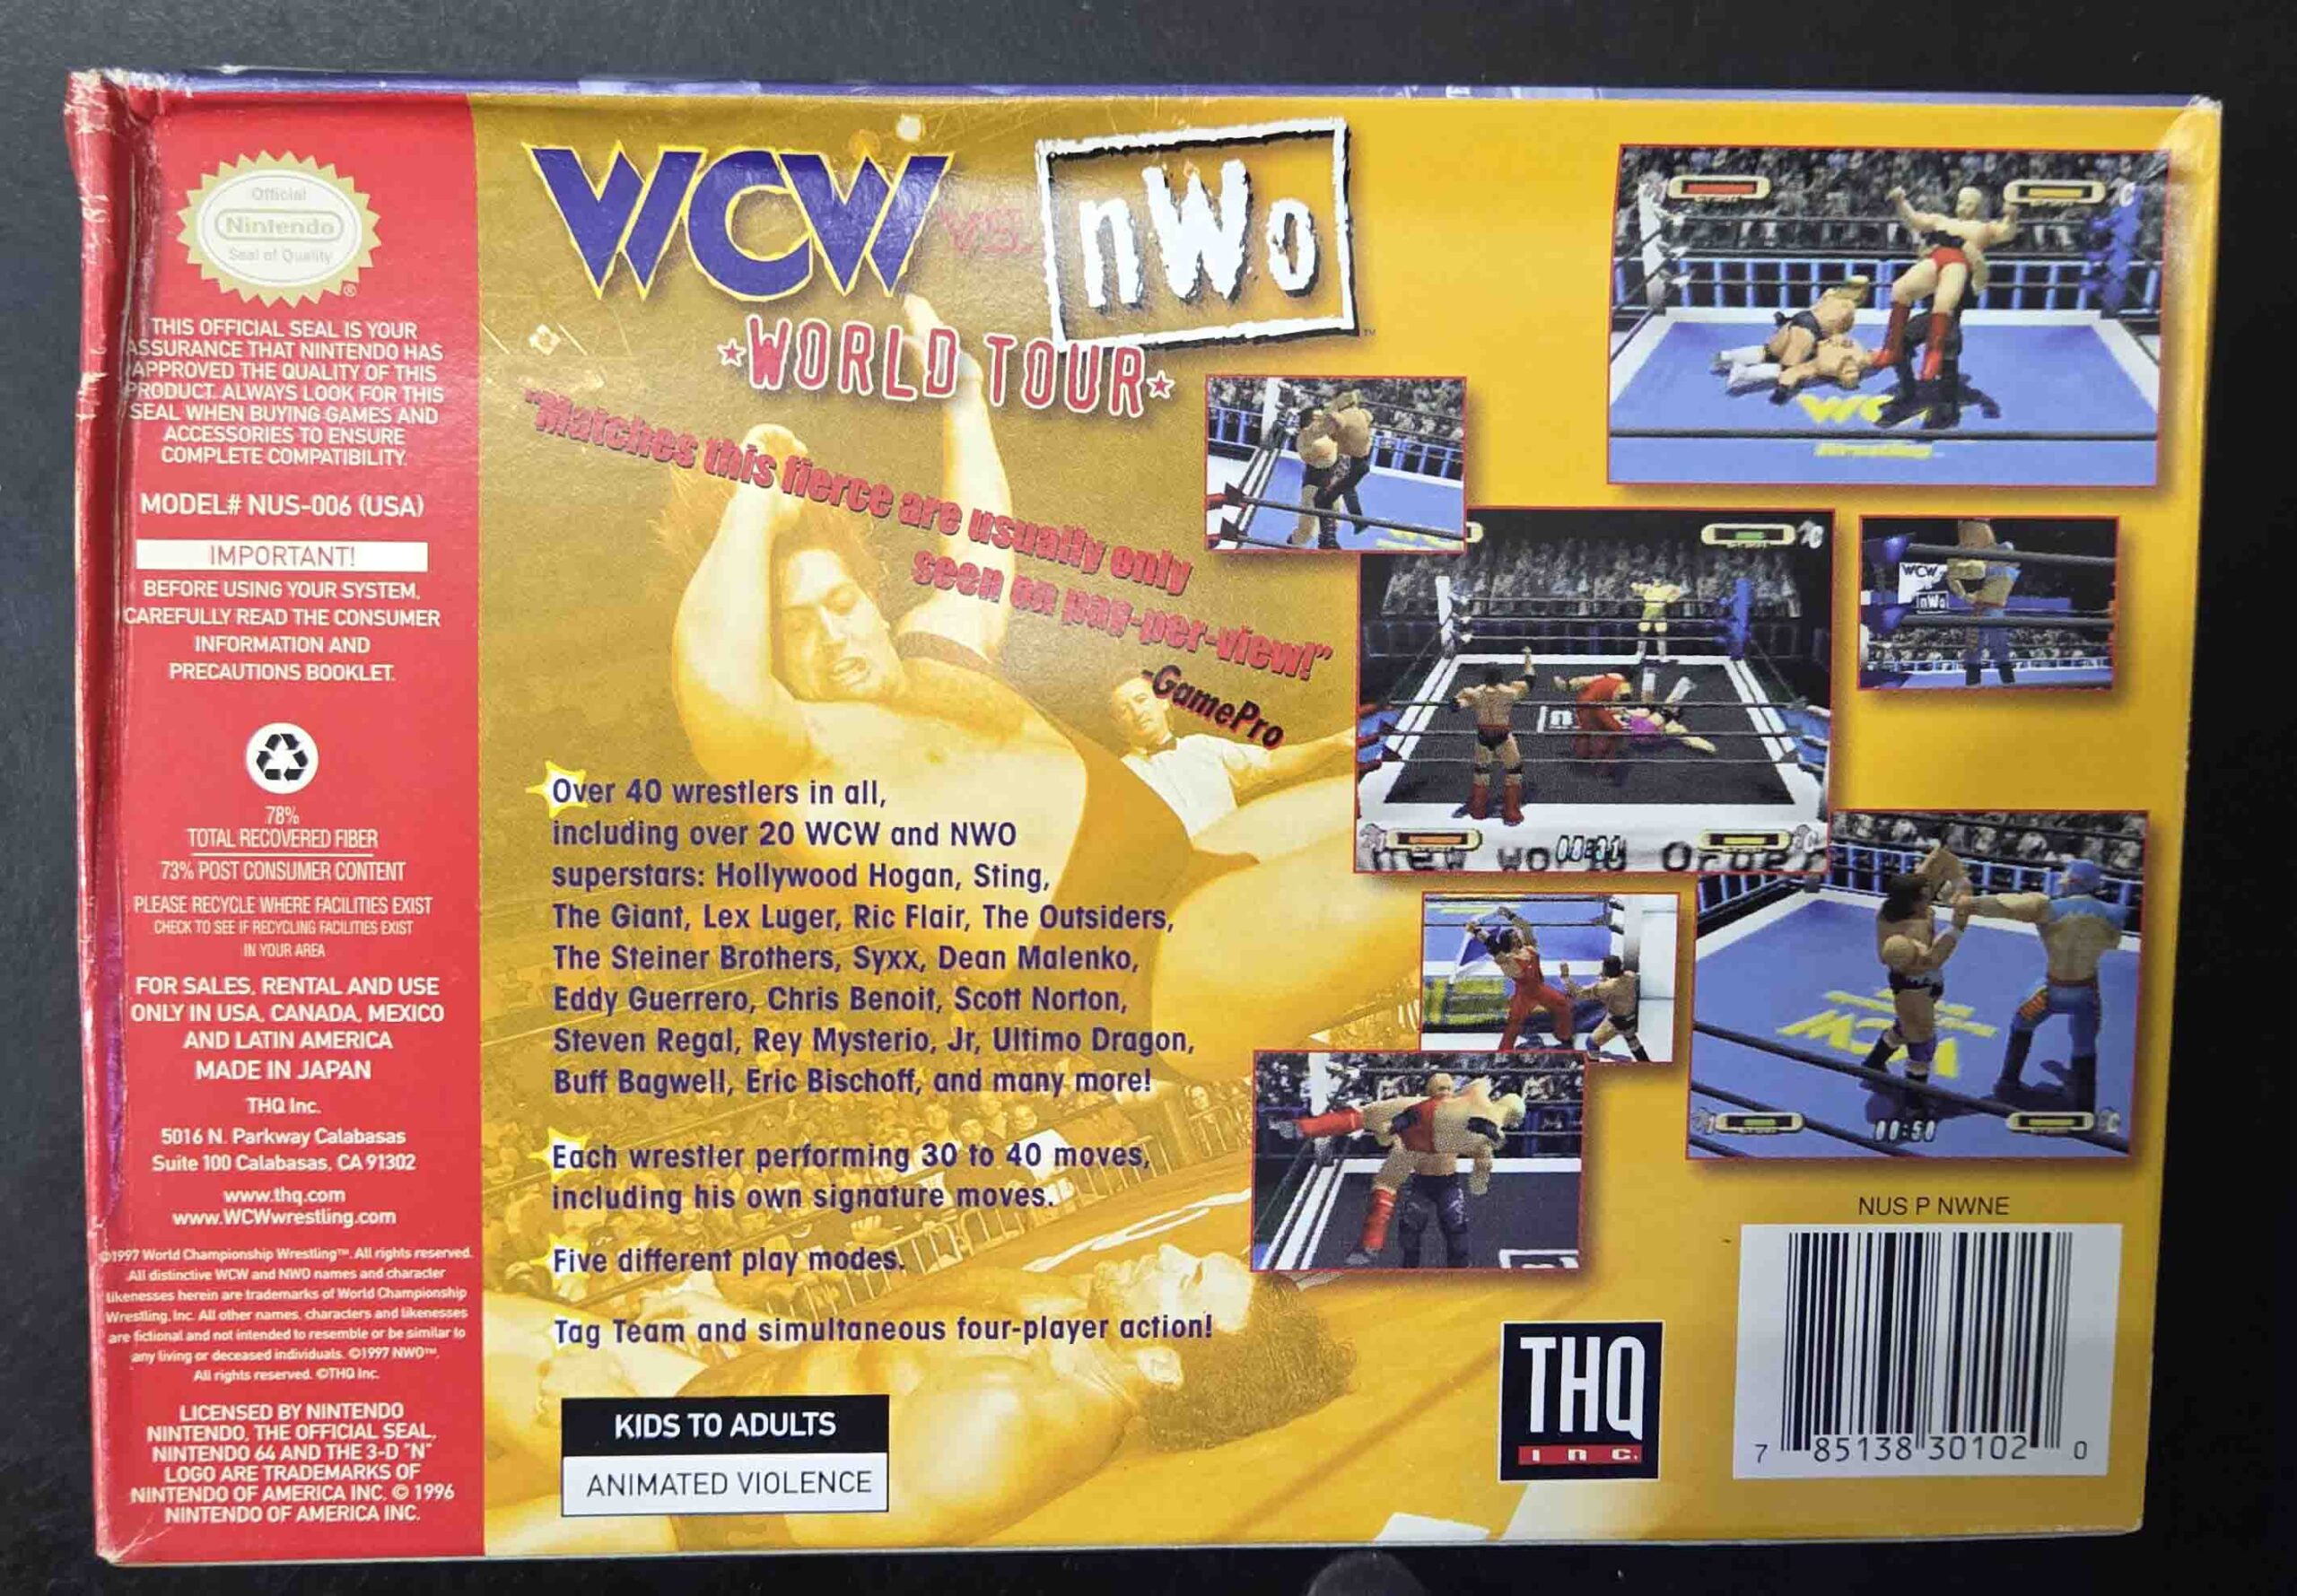 Official
Nintendo
Seal of Quality
®
THIS OFFICIAL SEAL IS YOUR
ASSURANCE THAT NINTENDO HAS
APPROVED THE QUALITY OF THIS
PRODUCT. ALWAYS LOOK FOR THIS
SEAL WHEN BUYING GAMES AND
ACCESSORIES TO ENSURE
COMPLETE COMPATIBILITY.
MODEL# NUS-006 (USA)
IMPORTANT!
BEFORE USING YOUR SYSTEM,
CAREFULLY READ THE CONSUMER
INFORMATION AND
PRECAUTIONS BOOKLET.
78%
TOTAL RECOVERED FIBER
73% POST CONSUMER CONTENT
PLEASE RECYCLE WHERE FACILITIES EXIST
CHECK TO SEE IF RECYCLING FACILITIES EXIST
IN YOUR AREA
FOR SALES, RENTAL AND USE
ONLY IN USA, CANADA, MEXICO
AND LATIN AMERICA
MADE IN JAPAN
THQ Inc.
5016 N. Parkway Calabasas
Suite 100 Calabasas, CA 91302
www.thq.com
www.WCWwrestling.com
©1997 World Championship Wrestling™. All rights reserved.
All distinctive WCW and NWO names and character
likenesses herein are trademarks of World Championship
Wrestling, Inc. All other names, characters and likenesses
are fictional and not intended to resemble or be similar to
any living or deceased individuals. ©1997 NWO™.
All rights reserved. ©THQ Inc.
LICENSED BY NINTENDO
NINTENDO, THE OFFICIAL SEAL,
NINTENDO 64 AND THE 3-D "N"
LOGO ARE TRADEMARKS OF
NINTENDO OF AMERICA INC. © 1996
NINTENDO OF AMERICA INC.
WCW vs. nWo
WORLD TOUR ™
"Matches this fierce are usually only
seen on pay-per-view!"
-GamePro
Over 40 wrestlers in all,
including over 20 WCW and NWO
superstars: Hollywood Hogan, Sting,
The Giant, Lex Luger, Ric Flair, The Outsiders,
The Steiner Brothers, Syxx, Dean Malenko,
Eddy Guerrero, Chris Benoit, Scott Norton,
Steven Regal, Rey Mysterio, Jr, Ultimo Dragon,
Buff Bagwell, Eric Bischoff, and many more!
Each wrestler performing 30 to 40 moves,
including his own signature moves.
Five different play modes.
Tag Team and simultaneous four-player action!
KIDS TO ADULTS
ANIMATED VIOLENCE
WCW
Wrestling
WCW
nWo
new world Order
WCW
00:50
NUS P NWNE
THQ
INC.
7 85138 30102 0